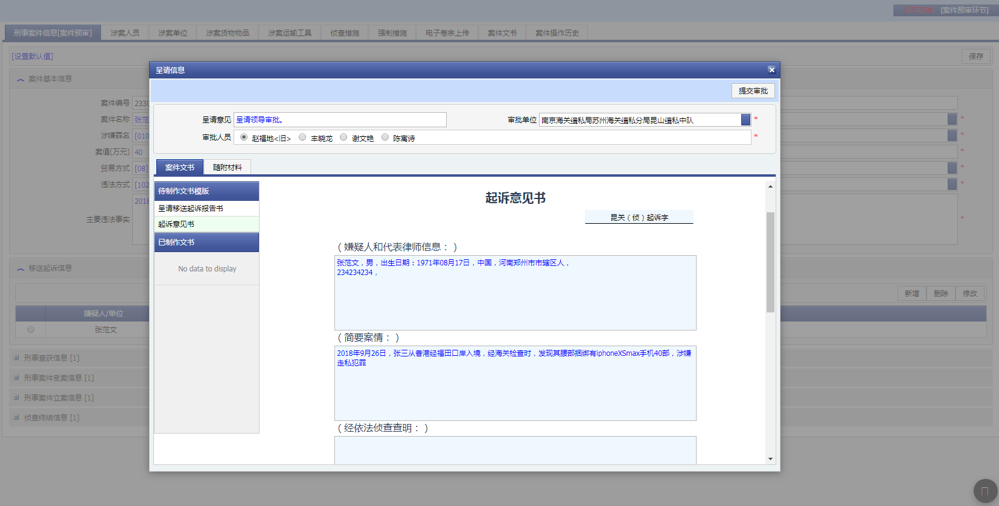 [案件预审环节]
刑事案件信息[案件预审]
涉案人员
涉案单位
涉案货物物品
涉案运输工具
侦查措施
强制措施
电子卷宗上传
案件文书
案件操作历史
[设置默认值]
保存
案件基本信息
案件编号 2330
案件名称 张范
涉嫌罪名 [010
案值(万元) 40
贸易方式 [08]
违法方式 [102
2018
主要违法事实
移送起诉信息
新增 删除 修改
嫌疑人/单位
张范文
刑事查获信息 [1]
刑事案件受案信息 [1]
刑事案件立案信息 [1]
侦查终结信息 [1]
呈请信息
提交审批
呈请意见 呈请领导审批。
审批单位 南京海关缉私局苏州海关缉私分局昆山缉私中队 *
审批人员 赵福地<旧> 丰晓龙 谢文艳 陈寓诗 *
案件文书 随附材料
待制作文书模版
呈请移送起诉报告书
起诉意见书
已制作文书
No data to display
起诉意见书
昆关（侦）起诉字
（嫌疑人和代表律师信息：）
张范文，男，出生日期：1971年08月17日，中国，河南郑州市市辖区人，
234234234，
（简要案情：）
2018年9月26日，张三从香港经福田口岸入境，经海关检查时，发现其腰部捆绑有iphoneXSmax手机40部，涉嫌
走私犯罪
（经依法侦查查明：）